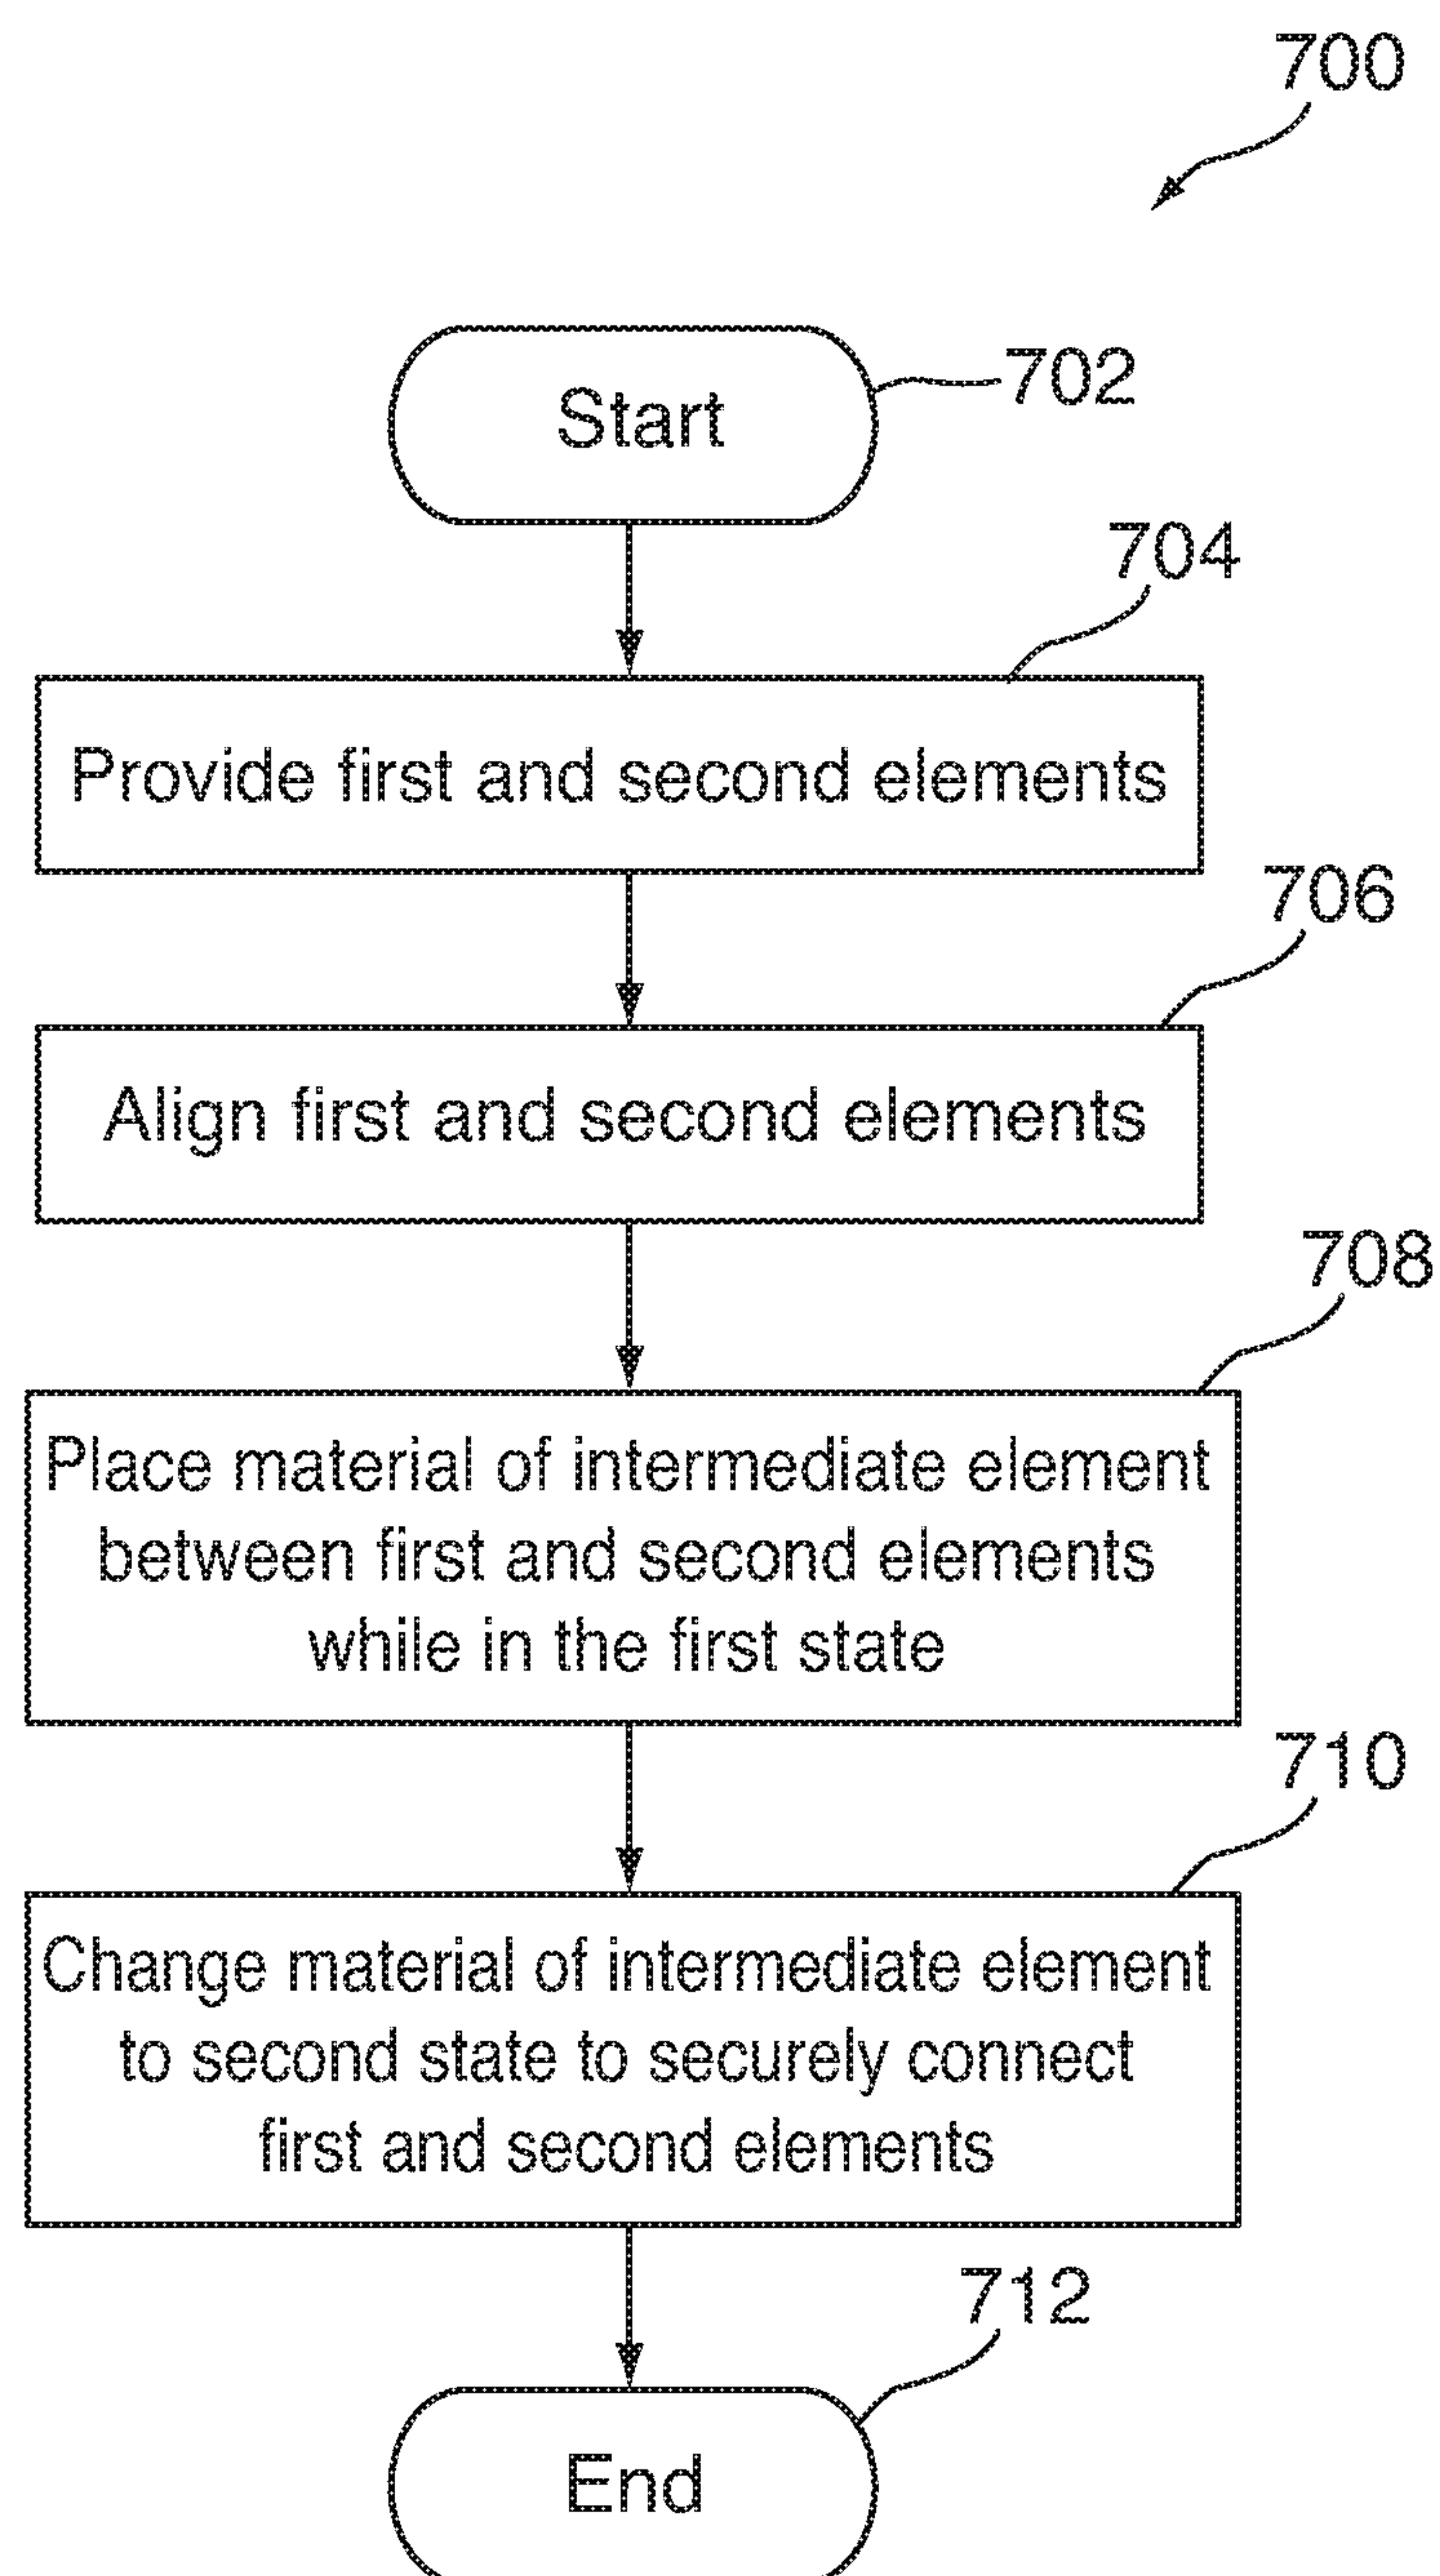 700
Start
702
704
Provide first and second elements
706
Align first and second elements
708
Place material of intermediate element
between first and second elements
while in the first state
710
Change material of intermediate element
to second state to securely connect
first and second elements
712
End